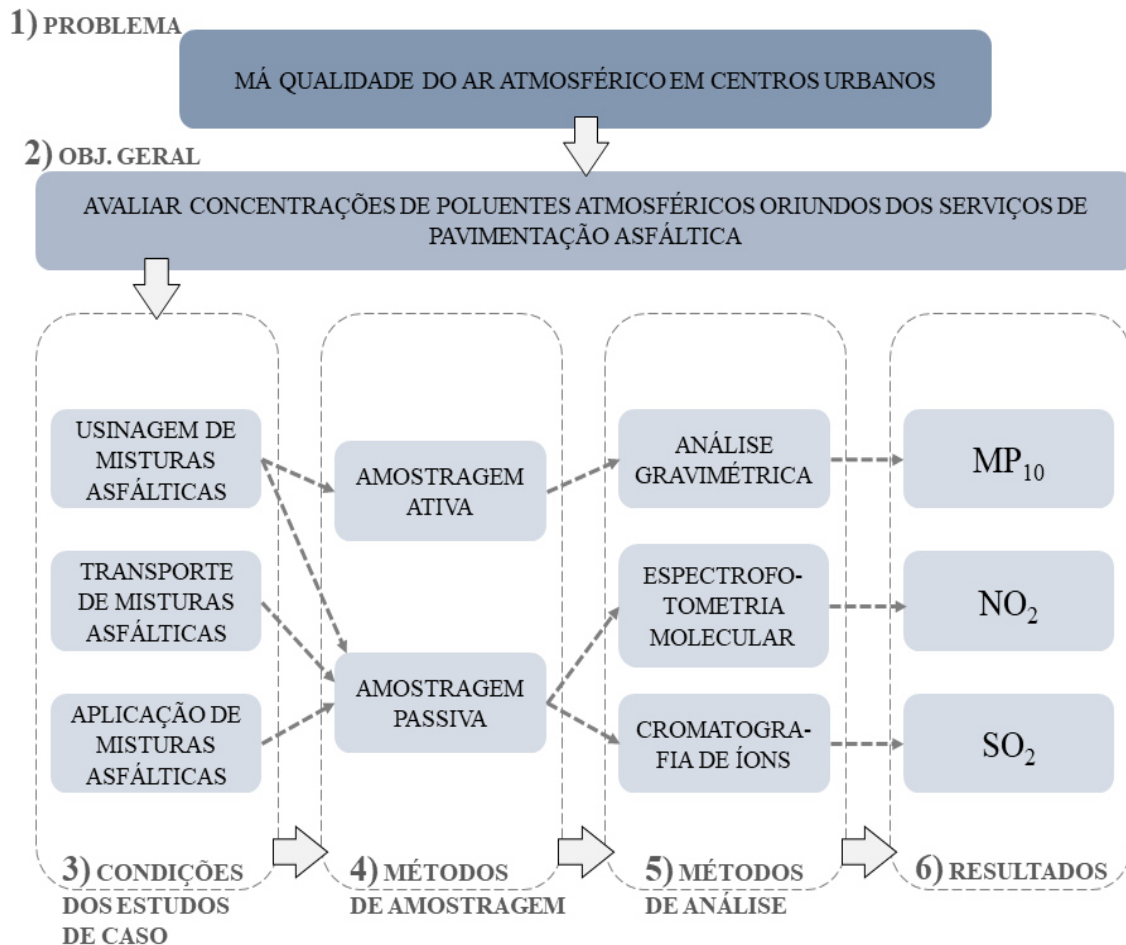 1) PROBLEMA
MÁ QUALIDADE DO AR ATMOSFÉRICO EM CENTROS URBANOS
2) OBJ. GERAL
AVALIAR CONCENTRAÇÕES DE POLUENTES ATMOSFÉRICOS ORIUNDOS DOS SERVIÇOS DE
PAVIMENTAÇÃO ASFÁLTICA
USINAGEM DE
MISTURAS
ASFÁLTICAS
TRANSPORTE
DE MISTURAS
ASFÁLTICAS
APLICAÇÃO DE
MISTURAS
ASFÁLTICAS
3) CONDIÇÕES
DOS ESTUDOS
DE CASO
AMOSTRAGEM
ATIVA
AMOSTRAGEM
PASSIVA
4) MÉTODOS
DE AMOSTRAGEM
ANÁLISE
GRAVIMÉTRICA
ESPECTROFO-
TOMETRIA
MOLECULAR
CROMATOGRA-
FIA DE ÍONS
5) MÉTODOS
DE ANÁLISE
MP₁₀
NO₂
SO₂
6) RESULTADOS